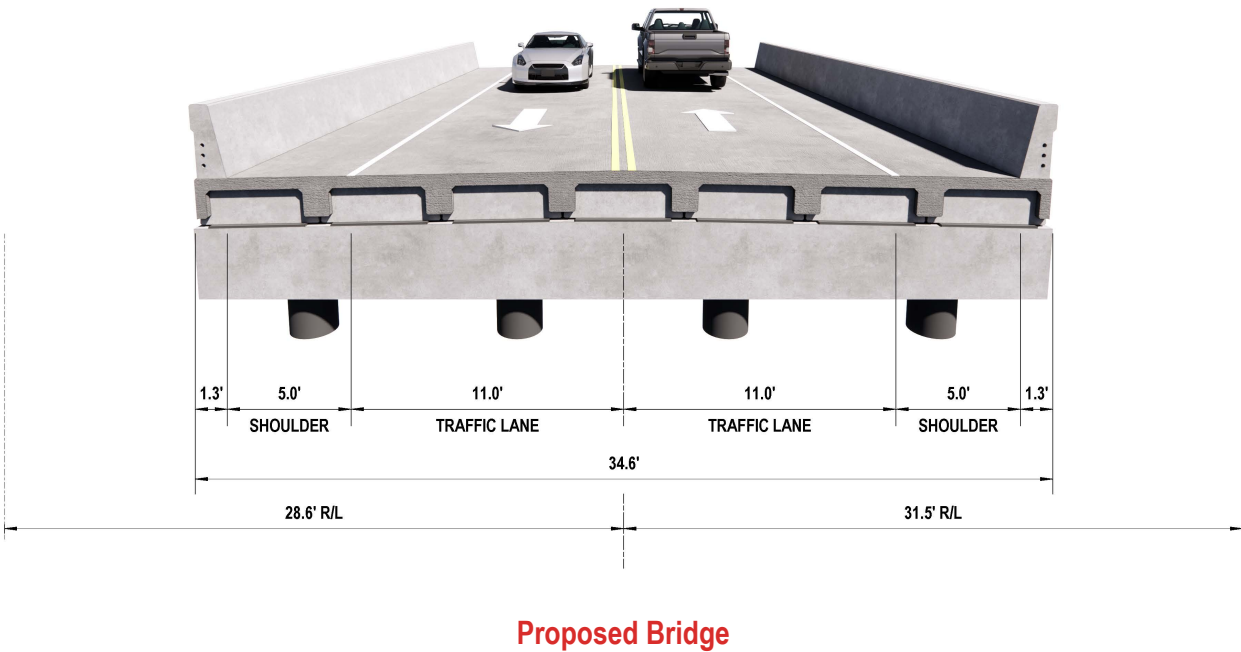 1.3' 5.0' 11.0' 11.0' 5.0' 1.3'
SHOULDER TRAFFIC LANE TRAFFIC LANE SHOULDER
34.6'
28.6' R/L 31.5' R/L
Proposed Bridge